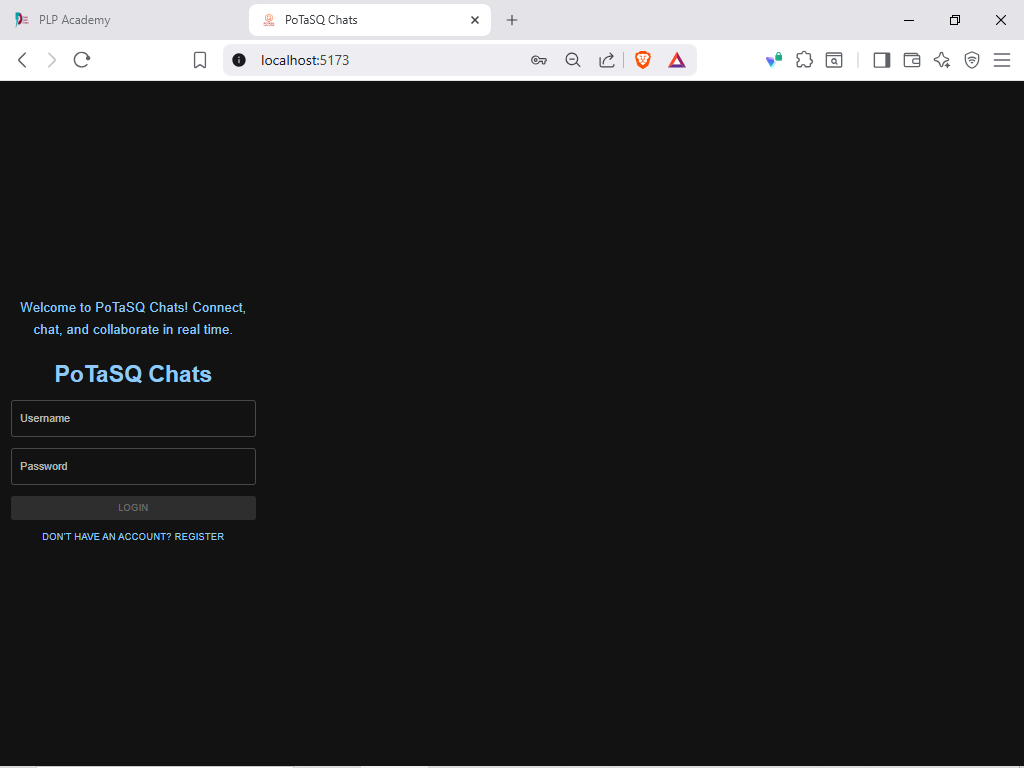 PLP Academy
PoTaSQ Chats
localhost:5173
Welcome to PoTaSQ Chats! Connect,
chat, and collaborate in real time.
PoTaSQ Chats
Username
Password
LOGIN
DON'T HAVE AN ACCOUNT? REGISTER